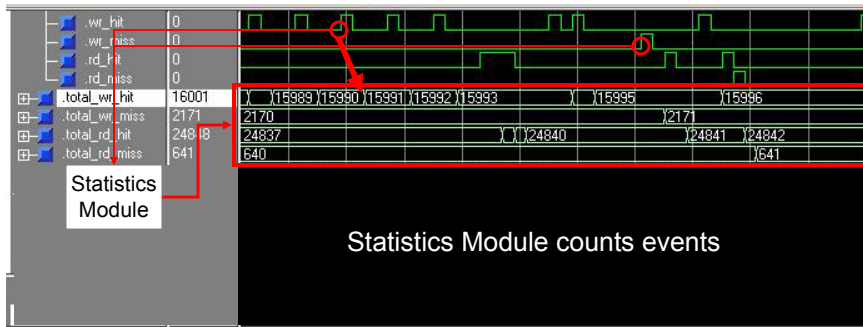 .wr_hit 0
.wr_miss 0
.rd_hit 0
.rd_miss 0
.total_wr_hit 16001 15989 15990 15991 15992 15993 15995 15996
.total_wr_miss 2171 2170 2171
.total_rd_hit 24848 24837 24840 24841 24842
.total_rd_miss 641 640 641
Statistics
Module
Statistics Module counts events